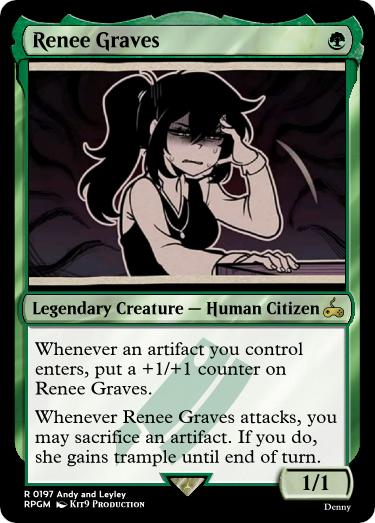 Renee Graves
Legendary Creature — Human Citizen
Whenever an artifact you control
enters, put a +1/+1 counter on
Renee Graves.
Whenever Renee Graves attacks, you
may sacrifice an artifact. If you do,
she gains trample until end of turn.
1/1
R 0197 Andy and Leyley
RPGM Kit9 Production
Denny